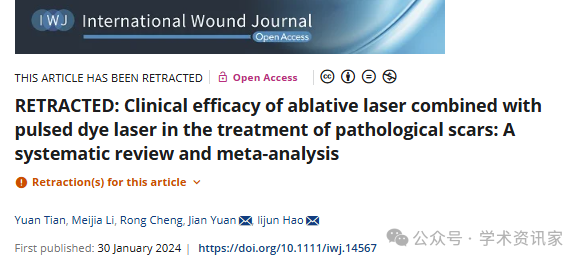 IWJ International Wound Journal
Open Access
THIS ARTICLE HAS BEEN RETRACTED Open Access
RETRACTED: Clinical efficacy of ablative laser combined with
pulsed dye laser in the treatment of pathological scars: A
systematic review and meta-analysis
Retraction(s) for this article
Yuan Tian, Meijia Li, Rong Cheng, Jian Yuan, lijun Hao
公众号 · 学术资讯家
First published: 30 January 2024 | https://doi.org/10.1111/iwj.14567